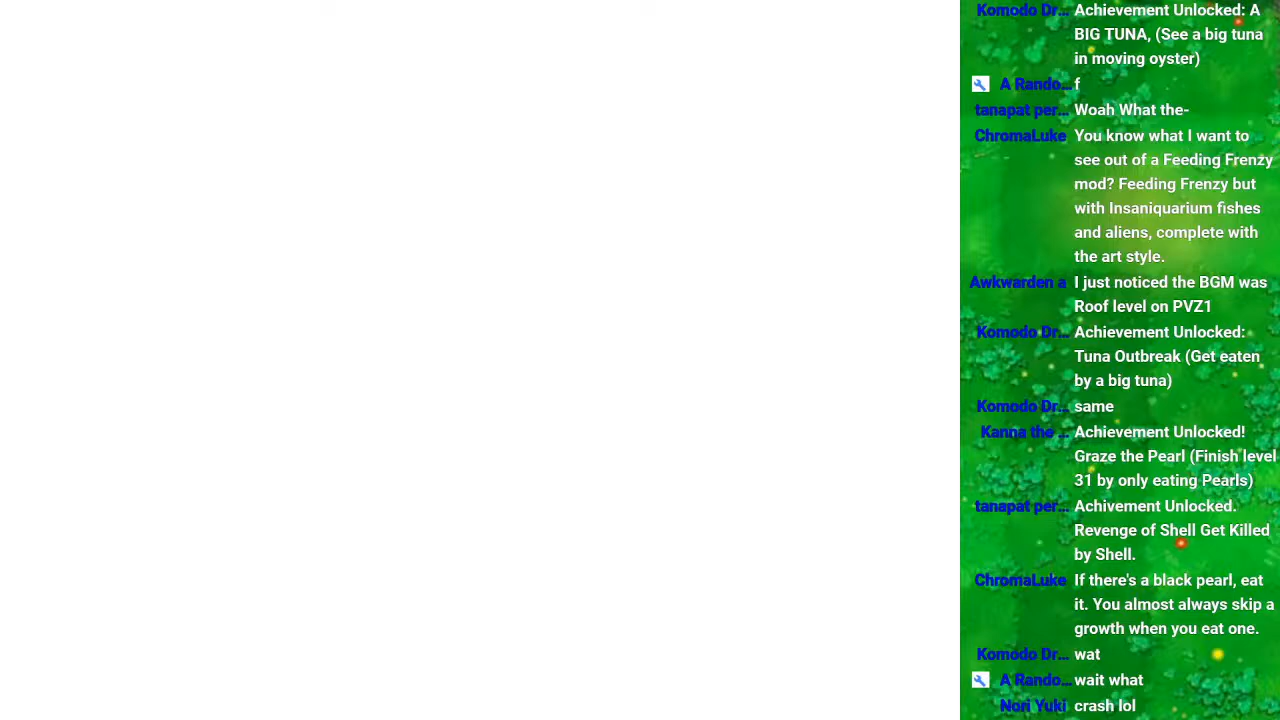 Komodo Dr... Achievement Unlocked: A
BIG TUNA, (See a big tuna
in moving oyster)
A Rando... f
tanapat per... Woah What the-
ChromaLuke You know what I want to
see out of a Feeding Frenzy
mod? Feeding Frenzy but
with Insaniquarium fishes
and aliens, complete with
the art style.
Awkwarden a I just noticed the BGM was
Roof level on PVZ1
Komodo Dr... Achievement Unlocked:
Tuna Outbreak (Get eaten
by a big tuna)
Komodo Dr... same
Kanna the ... Achievement Unlocked!
Graze the Pearl (Finish level
31 by only eating Pearls)
tanapat per... Achivement Unlocked.
Revenge of Shell Get Killed
by Shell.
ChromaLuke If there's a black pearl, eat
it. You almost always skip a
growth when you eat one.
Komodo Dr... wat
A Rando... wait what
Nori Yuki crash lol